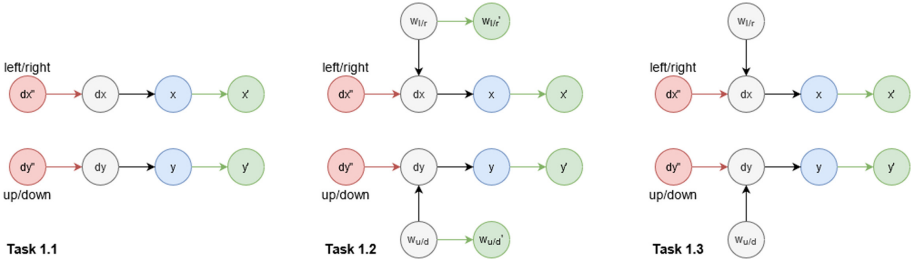 left/right
dx" dx x x'
dy" dy y y'
up/down
Task 1.1
w_l/r w_l/r'
left/right
dx" dx x x'
dy" dy y y'
up/down
w_u/d w_u/d'
Task 1.2
w_l/r
left/right
dx" dx x x'
dy" dy y y'
up/down
w_u/d
Task 1.3